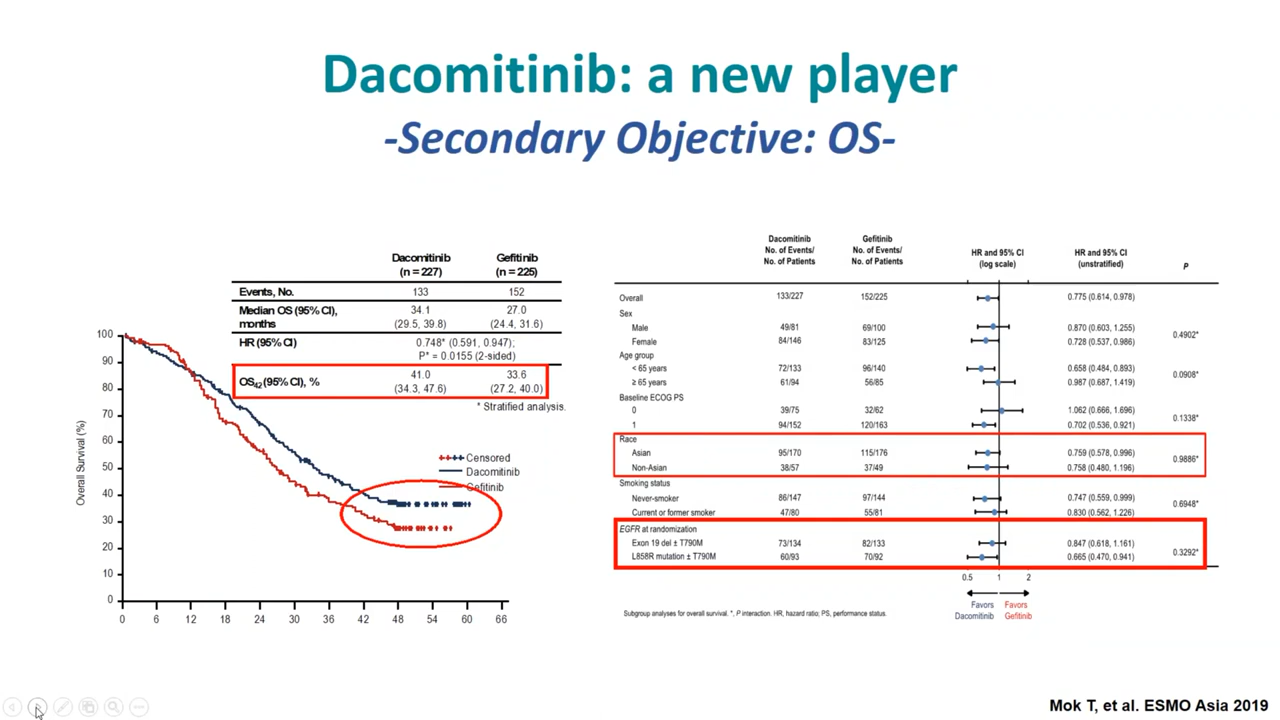 Dacomitinib: a new player
-Secondary Objective: OS-
Dacomitinib Gefitinib
(n = 227) (n = 225)
Events, No. 133 152
Median OS (95% CI), 34.1 27.0
months (29.5, 39.8) (24.4, 31.6)
HR (95% CI) 0.748* (0.591, 0.947);
P* = 0.0155 (2-sided)
OS42 (95% CI), % 41.0 33.6
(34.3, 47.6) (27.2, 40.0)
* Stratified analysis.
Overall Survival (%)
100
90
80
70
60
50
40
30
20
10
0
Censored
Dacomitinib
Gefitinib
0 6 12 18 24 30 36 42 48 54 60 66
Dacomitinib Gefitinib
No. of Events/ No. of Events/ HR and 95% CI HR and 95% CI
No. of Patients No. of Patients (log scale) (unstratified) P
Overall 133/227 152/225 0.775 (0.614, 0.978)
Sex
Male 49/81 69/100 0.870 (0.603, 1.255)
Female 84/146 83/125 0.728 (0.537, 0.986)
0.4902*
Age group
< 65 years 72/133 96/140 0.658 (0.484, 0.893)
≥ 65 years 61/94 56/85 0.987 (0.687, 1.419)
0.0908*
Baseline ECOG PS
0 39/75 32/62 1.062 (0.666, 1.696)
1 94/152 120/163 0.702 (0.536, 0.921)
0.1338*
Race
Asian 95/170 115/176 0.759 (0.578, 0.996)
Non-Asian 38/57 37/49 0.758 (0.480, 1.196)
0.9886*
Smoking status
Never-smoker 86/147 97/144 0.747 (0.559, 0.999)
Current or former smoker 47/80 55/81 0.830 (0.562, 1.226)
0.6948*
EGFR at randomization
Exon 19 del ± T790M 73/134 82/133 0.847 (0.618, 1.161)
L858R mutation ± T790M 60/93 70/92 0.665 (0.470, 0.941)
0.3292*
0.5 1 2
Favors Favors
Dacomitinib Gefitinib
Subgroup analyses for overall survival. *, P interaction. HR, hazard ratio; PS, performance status.
Mok T, et al. ESMO Asia 2019